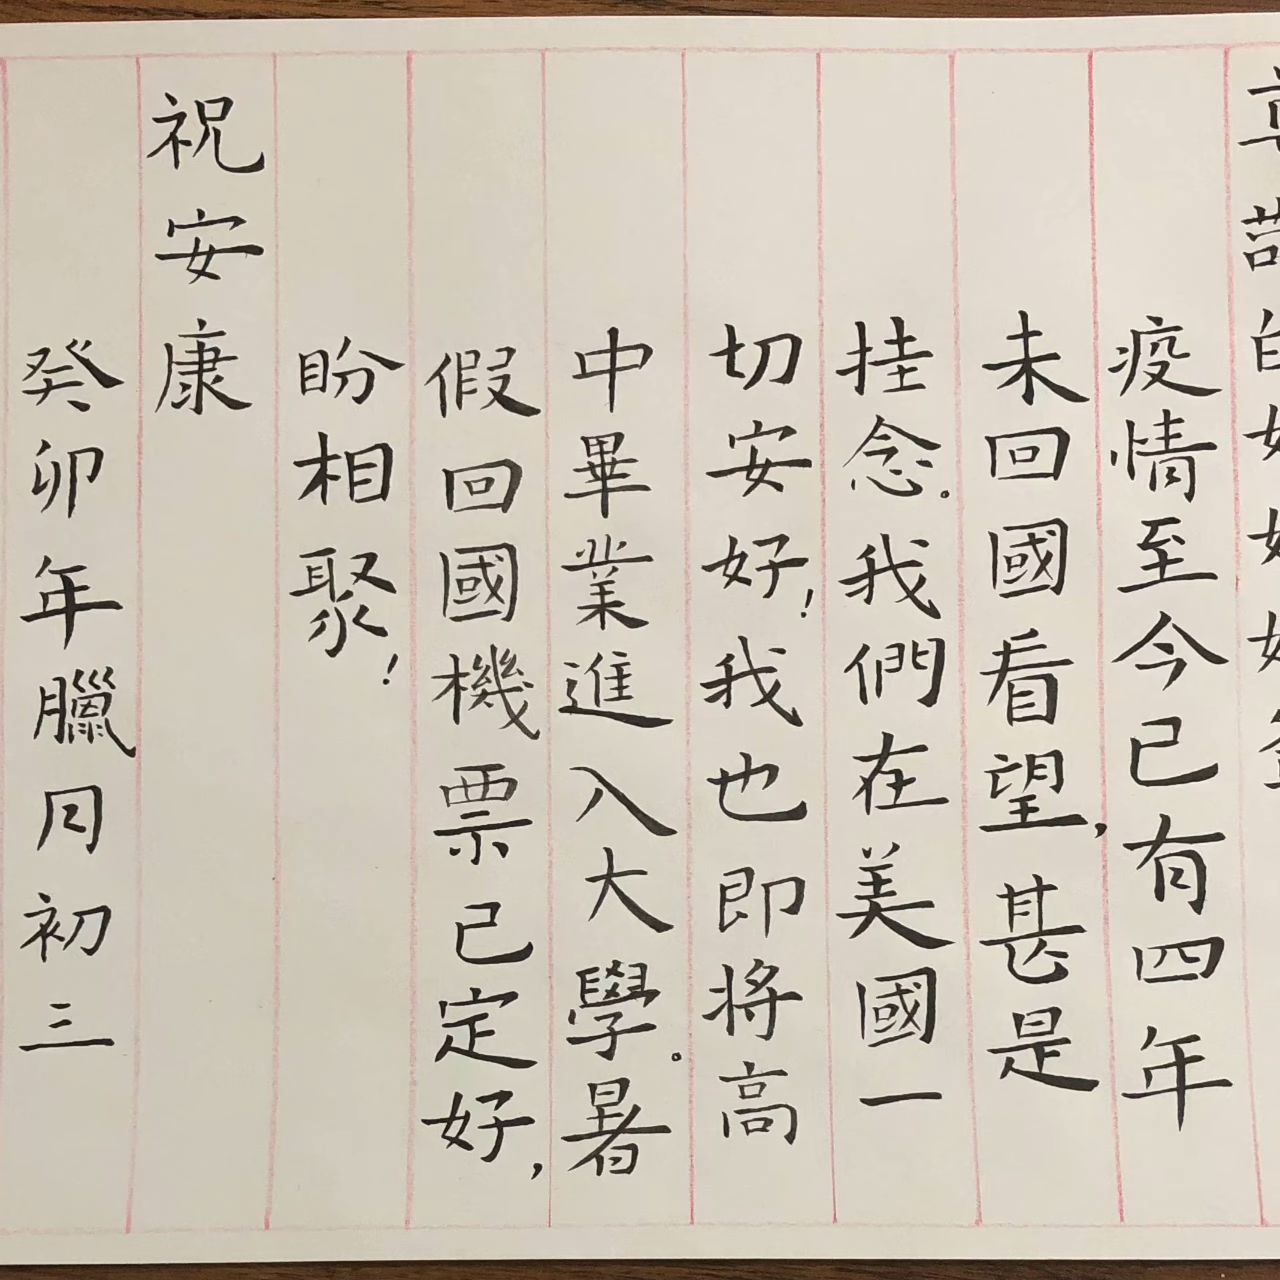 疫情至今已有四年
未回國看望,甚是
挂念。我們在美國一
切安好!我也即將高
中畢業進入大學。暑
假回國機票已定好,
盼相聚!
祝安康
癸卯年臘月初三